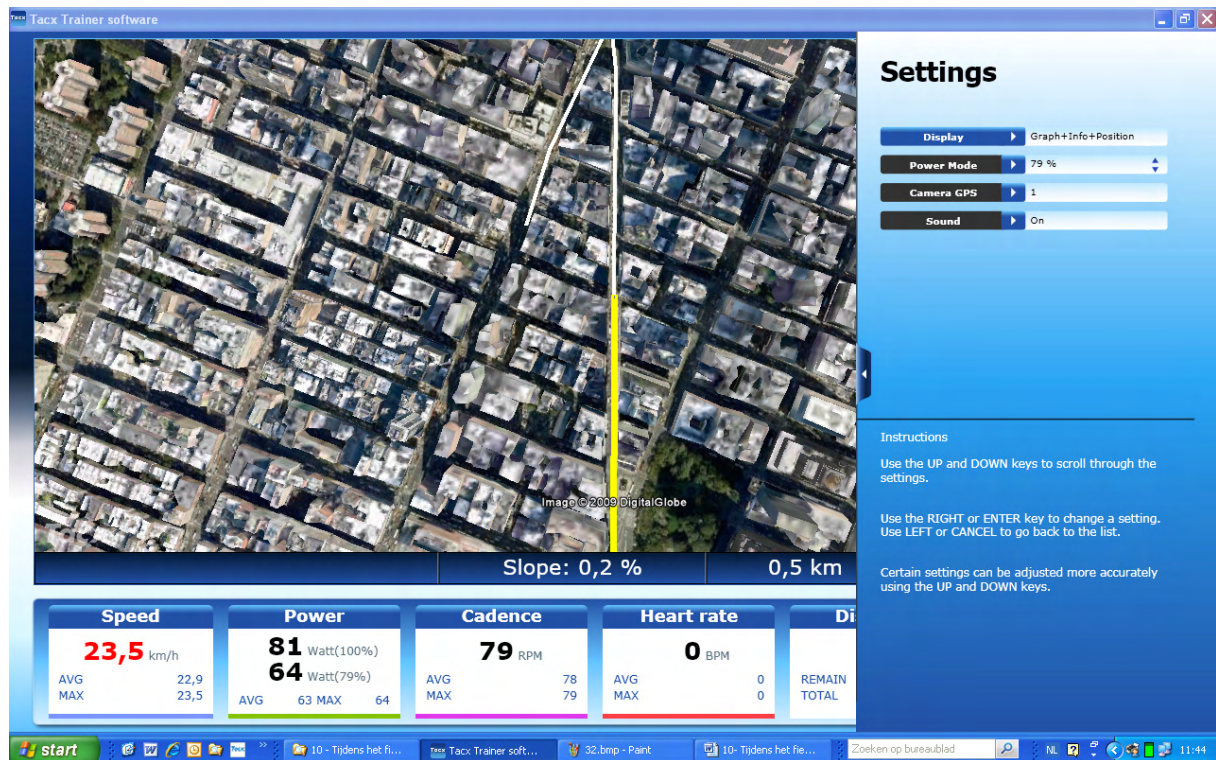 Tacx Trainer software
Settings
Display Graph+Info+Position
Power Mode 79 %
Camera GPS 1
Sound On
Instructions
Use the UP and DOWN keys to scroll through the
settings.
Use the RIGHT or ENTER key to change a setting.
Use LEFT or CANCEL to go back to the list.
Certain settings can be adjusted more accurately
using the UP and DOWN keys.
Image © 2009 DigitalGlobe
Slope: 0,2 % 0,5 km
Speed
23,5 km/h
AVG 22,9
MAX 23,5
Power
81 Watt(100%)
64 Watt(79%)
AVG 63 MAX 64
Cadence
79 RPM
AVG 78
MAX 79
Heart rate
0 BPM
AVG 0
MAX 0
Di
REMAIN
TOTAL
start Tacx 10 - Tijdens het fi... Tacx Tacx Trainer soft... 32.bmp - Paint 10- Tijdens het fie... Zoeken op bureaublad NL 11:44